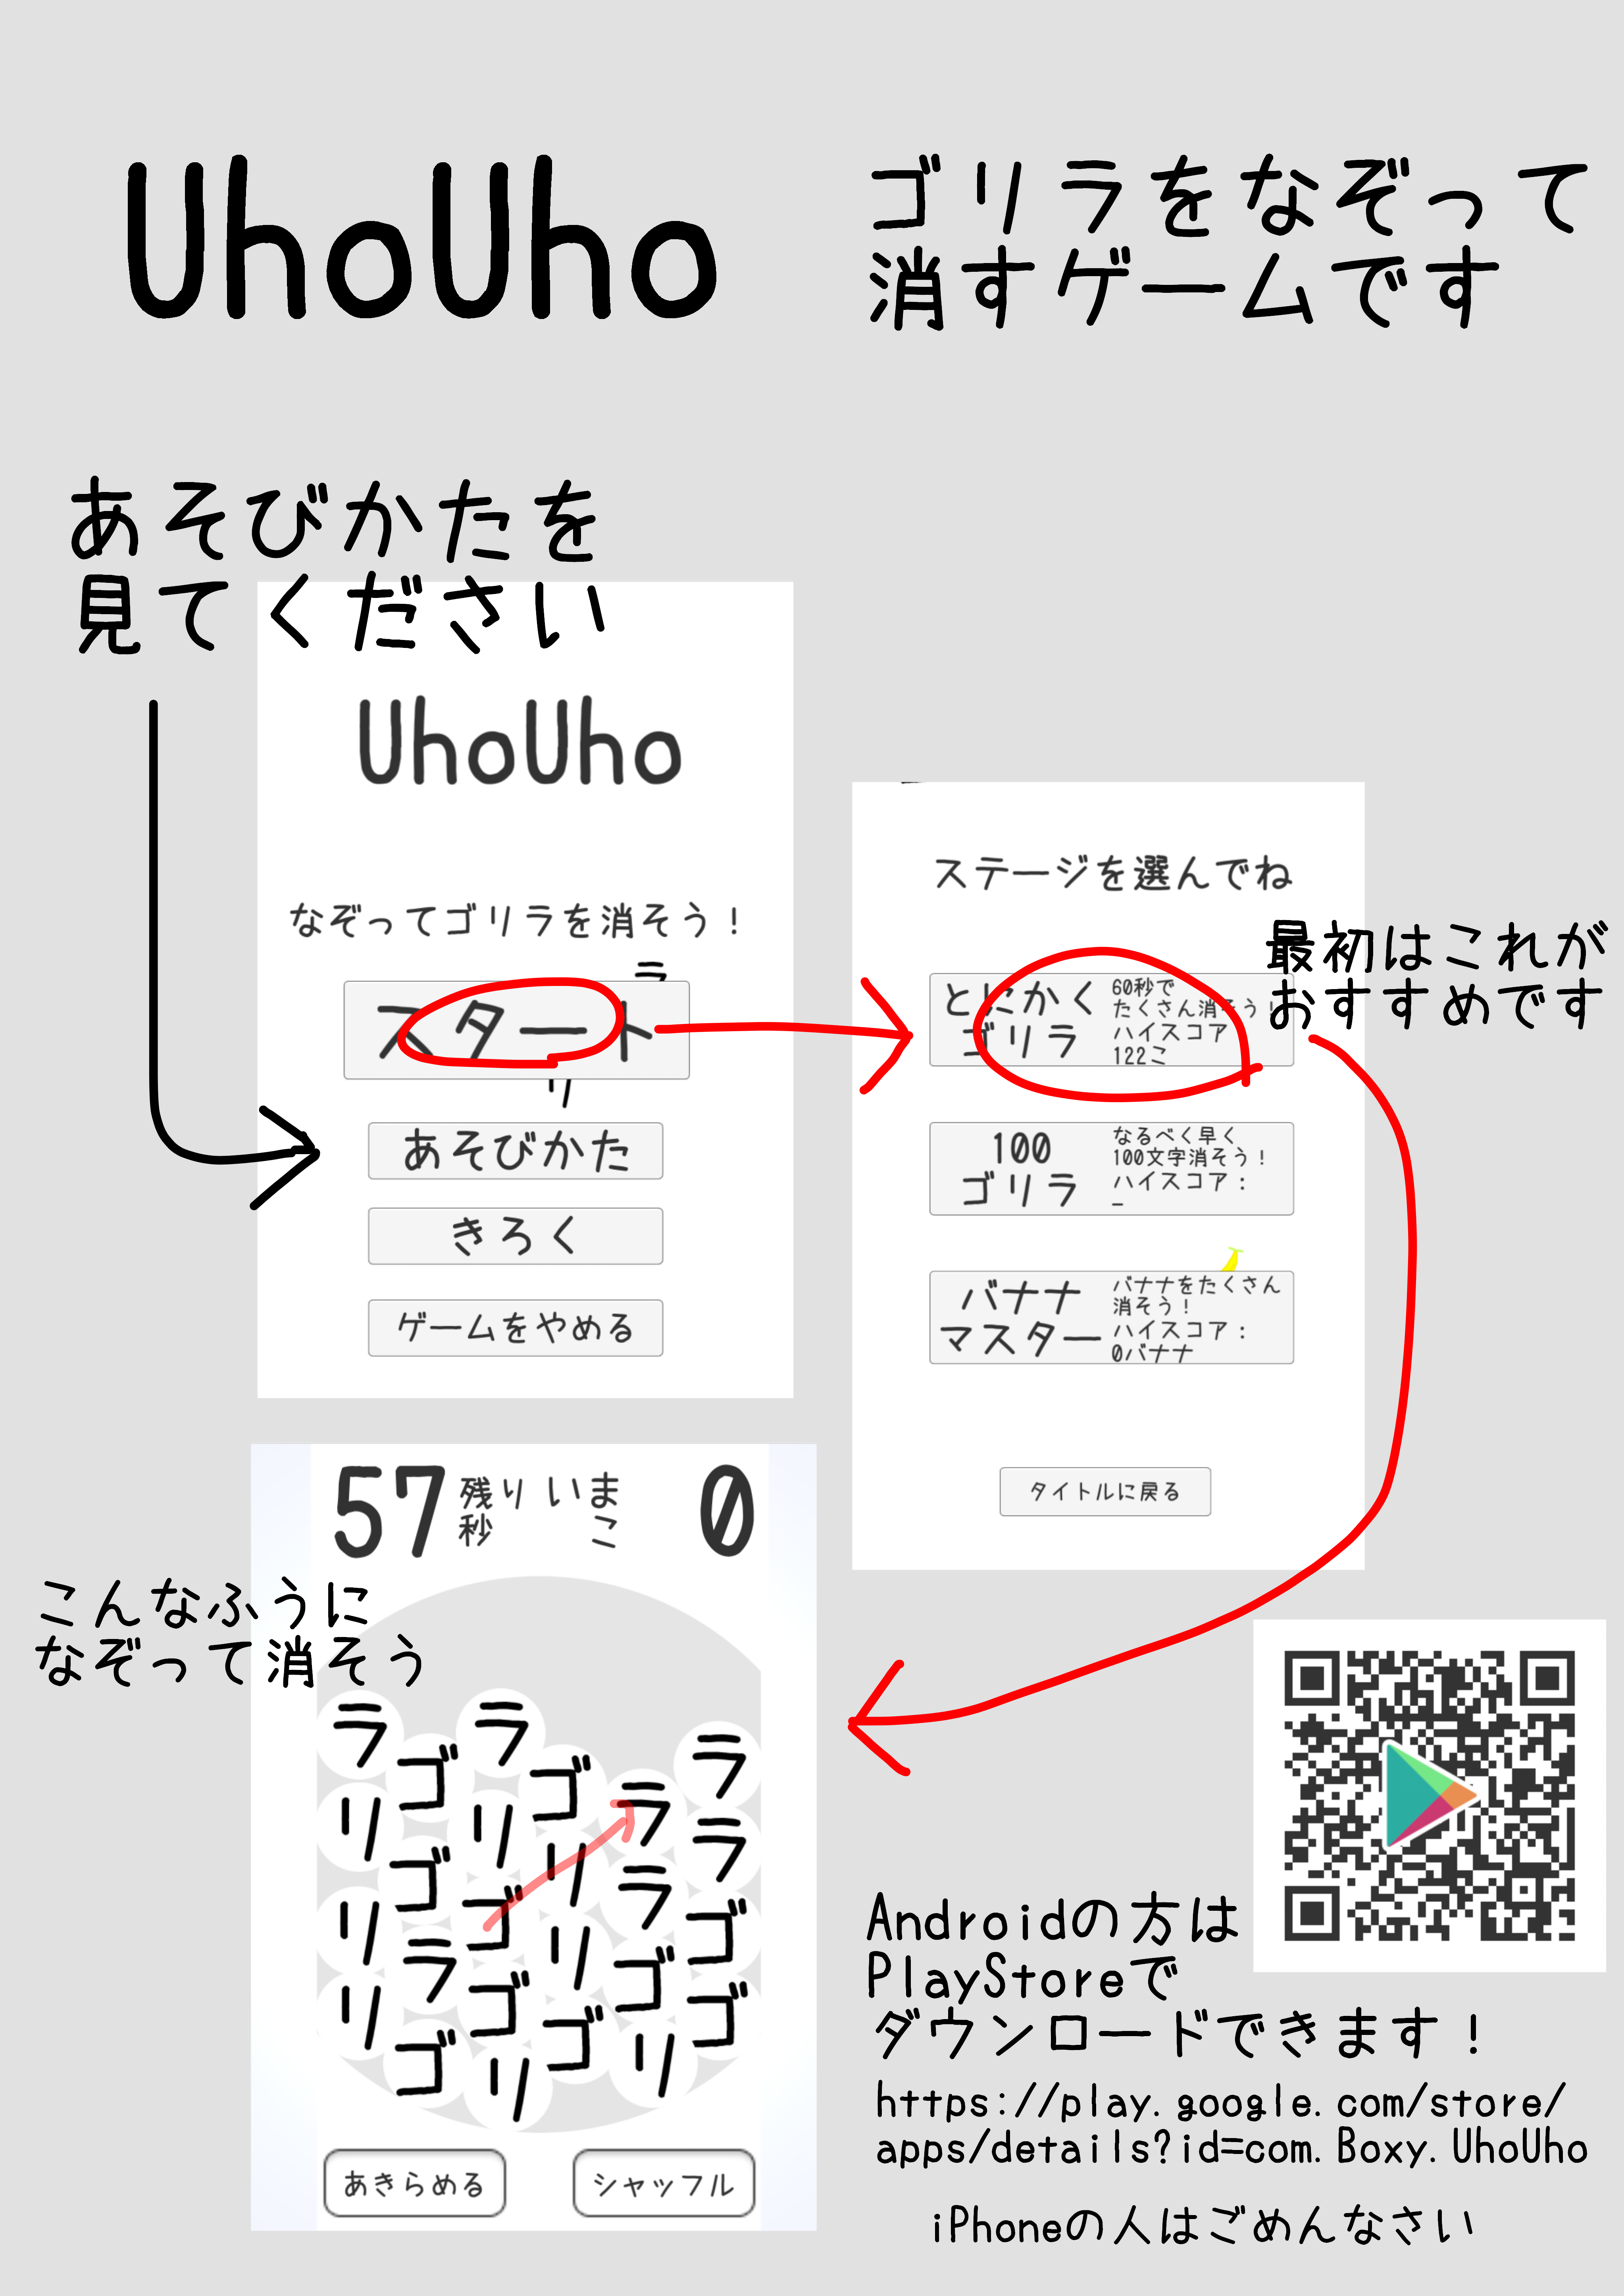 UhoUho
ゴリラをなぞって
消すゲームです
あそびかたを
見てください
UhoUho
なぞってゴリラを消そう！
ラ
スタート
リ
あそびかた
きろく
ゲームをやめる
ステージを選んでね
最初はこれが
おすすめです
とにかく
ゴリラ
60秒で
たくさん消そう！
ハイスコア
122こ
100
ゴリラ
なるべく早く
100文字消そう！
ハイスコア：
-
バナナ
マスター
バナナをたくさん
消そう！
ハイスコア：
0バナナ
タイトルに戻る
57
残り
秒
いま
こ
0
こんなふうに
なぞって消そう
ラ
ゴ
ラ
ゴ
ラ
ラ
リ
ゴ
リ
リ
ラ
ラ
リ
ラ
ゴ
リ
ゴ
ゴ
リ
ゴ
ゴ
ゴ
リ
ゴ
リ
あきらめる
シャッフル
Androidの方は
PlayStoreで
ダウンロードできます！
https://play.google.com/store/
apps/details?id=com.Boxy.UhoUho
iPhoneの人はごめんなさい